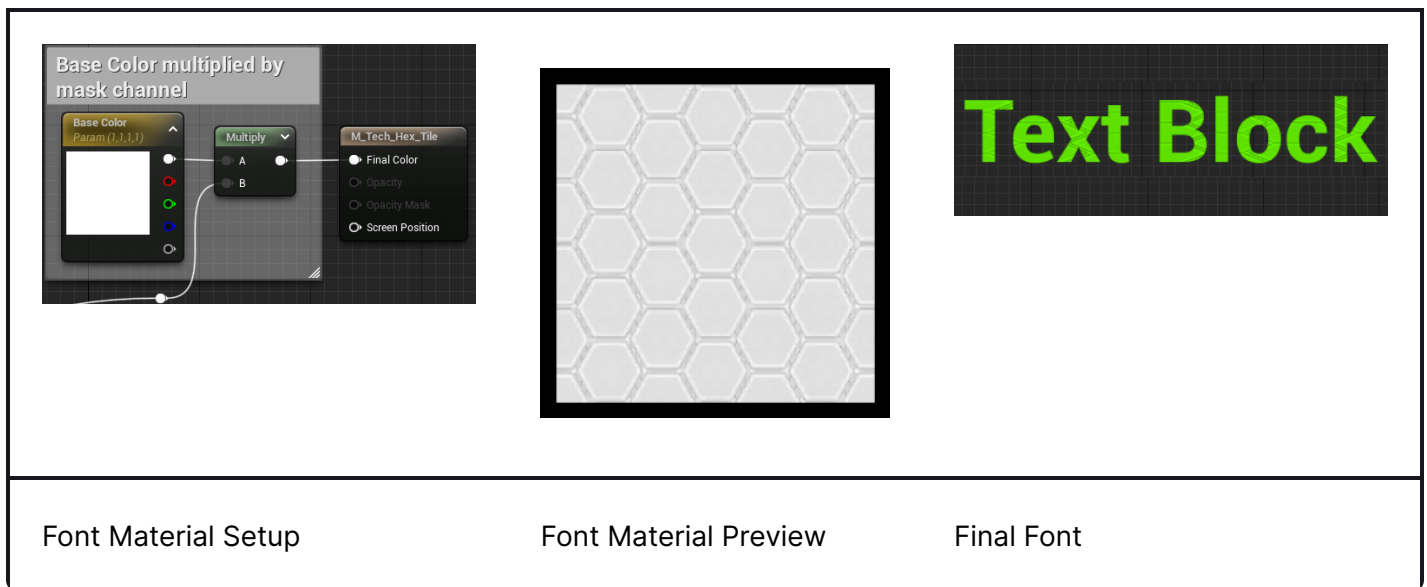 Base Color multiplied by
mask channel
Base Color
Param (1,1,1,1)
Multiply
A
B
M_Tech_Hex_Tile
Final Color
Opacity
Opacity Mask
Screen Position
Text Block
Font Material Setup
Font Material Preview
Final Font